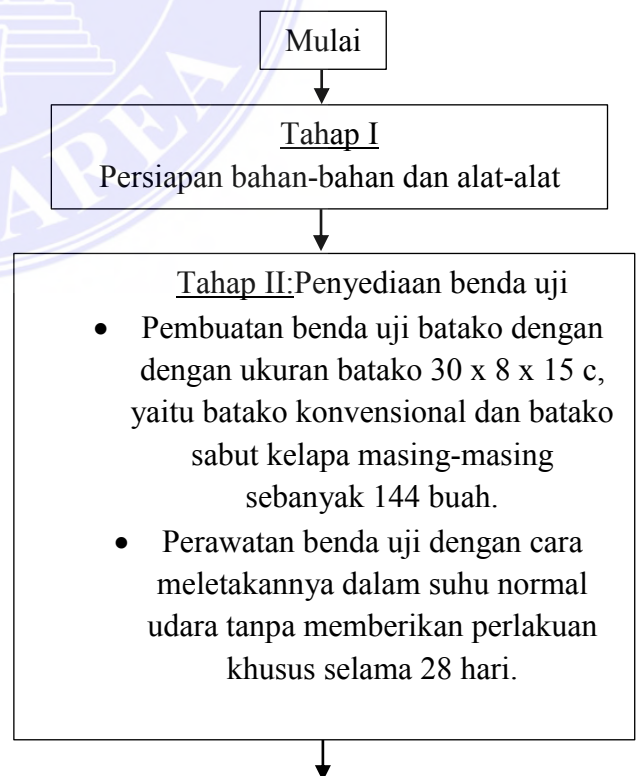 Mulai
Tahap I
Persiapan bahan-bahan dan alat-alat
Tahap II:Penyediaan benda uji
• Pembuatan benda uji batako dengan
dengan ukuran batako 30 x 8 x 15 c,
yaitu batako konvensional dan batako
sabut kelapa masing-masing
sebanyak 144 buah.
• Perawatan benda uji dengan cara
meletakannya dalam suhu normal
udara tanpa memberikan perlakuan
khusus selama 28 hari.
AREA